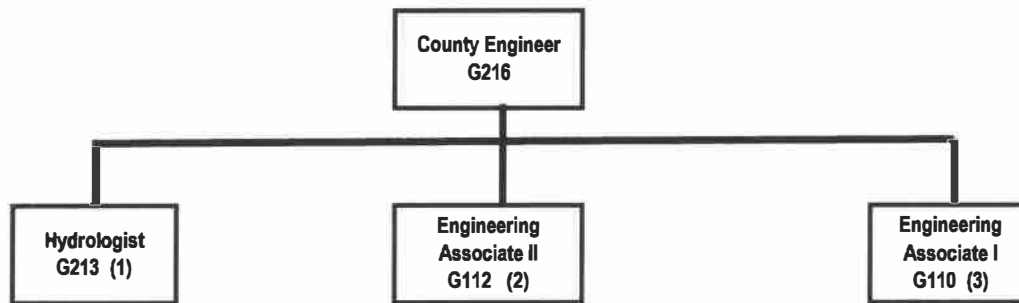 County Engineer
G216
Hydrologist
G213 (1)
Engineering
Associate II
G112 (2)
Engineering
Associate I
G110 (3)